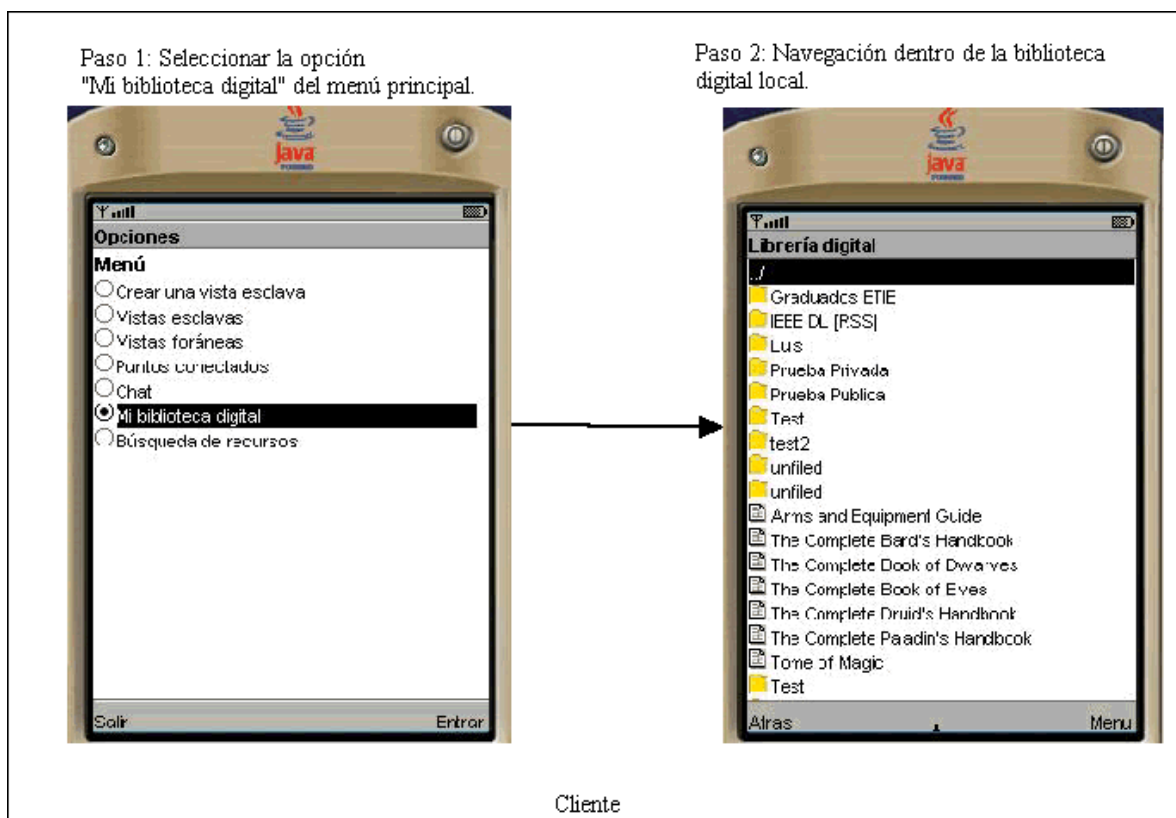 Paso 1: Seleccionar la opción
"Mi biblioteca digital" del menú principal.
Java
POWERED
Opciones
Menú
Crear una vista esclava
Vistas esclavas
Vistas foráneas
Puntos conectados
Chat
Mi biblioteca digital
Búsqueda de recursos
Salir
Entrar
Paso 2: Navegación dentro de la biblioteca
digital local.
Java
POWERED
Librería digital
../
Graduados ETIE
IEEE DL [RSS]
Luis
Prueba Privada
Prueba Publica
Test
test2
unfiled
unfiled
Arms and Equipment Guide
The Complete Bard's Handbook
The Complete Book of Dwarves
The Complete Book of Elves
The Complete Druid's Handbook
The Complete Paladin's Handbook
Tome of Magic
Test
Atras
Menu
Cliente